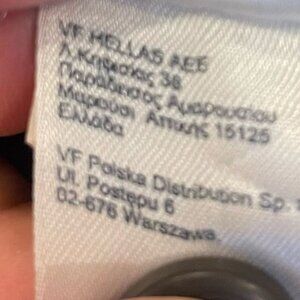 VF HELLAS AEE
Λ.Κηφισίας 38
Παράδεισος Αμαρουσίου
Μαρούσι Αττικής 15125
Ελλάδα
VF Polska Distribution Sp.
Ul. Postępu 6
02-676 Warszawa,